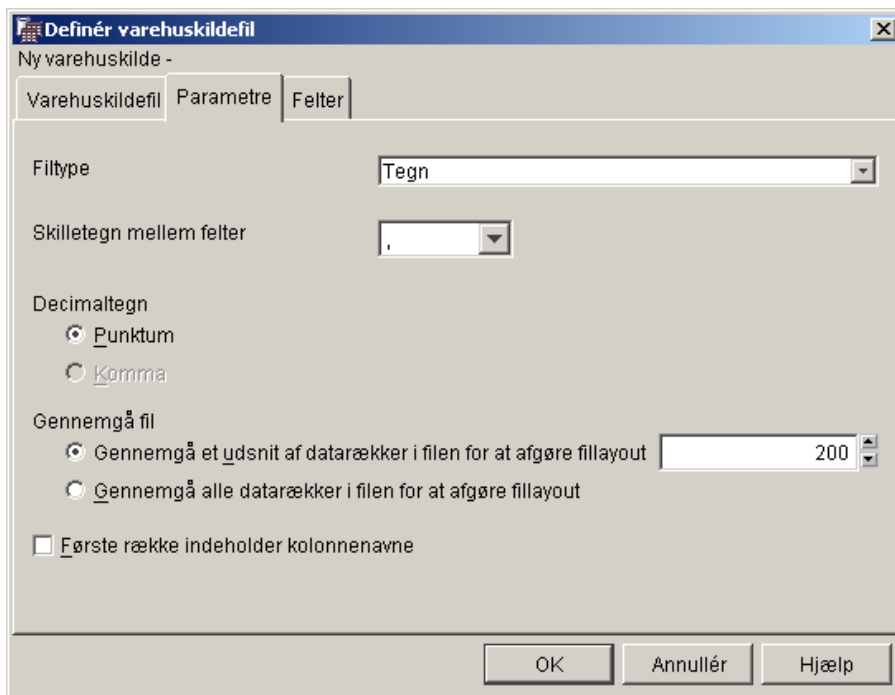 Definér varehuskildefil
Ny varehuskilde -
Varehuskildefil Parametre Felter
Filtype Tegn
Skilletegn mellem felter ,
Decimaltegn
Punktum
Komma
Gennemgå fil
Gennemgå et udsnit af datarækker i filen for at afgøre fillayout 200
Gennemgå alle datarækker i filen for at afgøre fillayout
Første række indeholder kolonnenavne
OK Annullér Hjælp